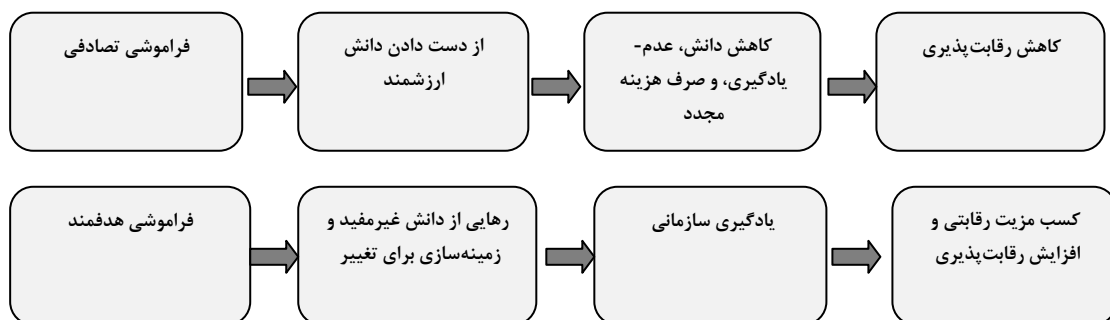 فراموشی تصادفی
از دست دادن دانش
ارزشمند
کاهش دانش، عدم-
یادگیری، و صرف هزینه
مجدد
کاهش رقابت‌پذیری
فراموشی هدفمند
رهایی از دانش غیرمفید و
زمینه‌سازی برای تغییر
یادگیری سازمانی
کسب مزیت رقابتی و
افزایش رقابت‌پذیری